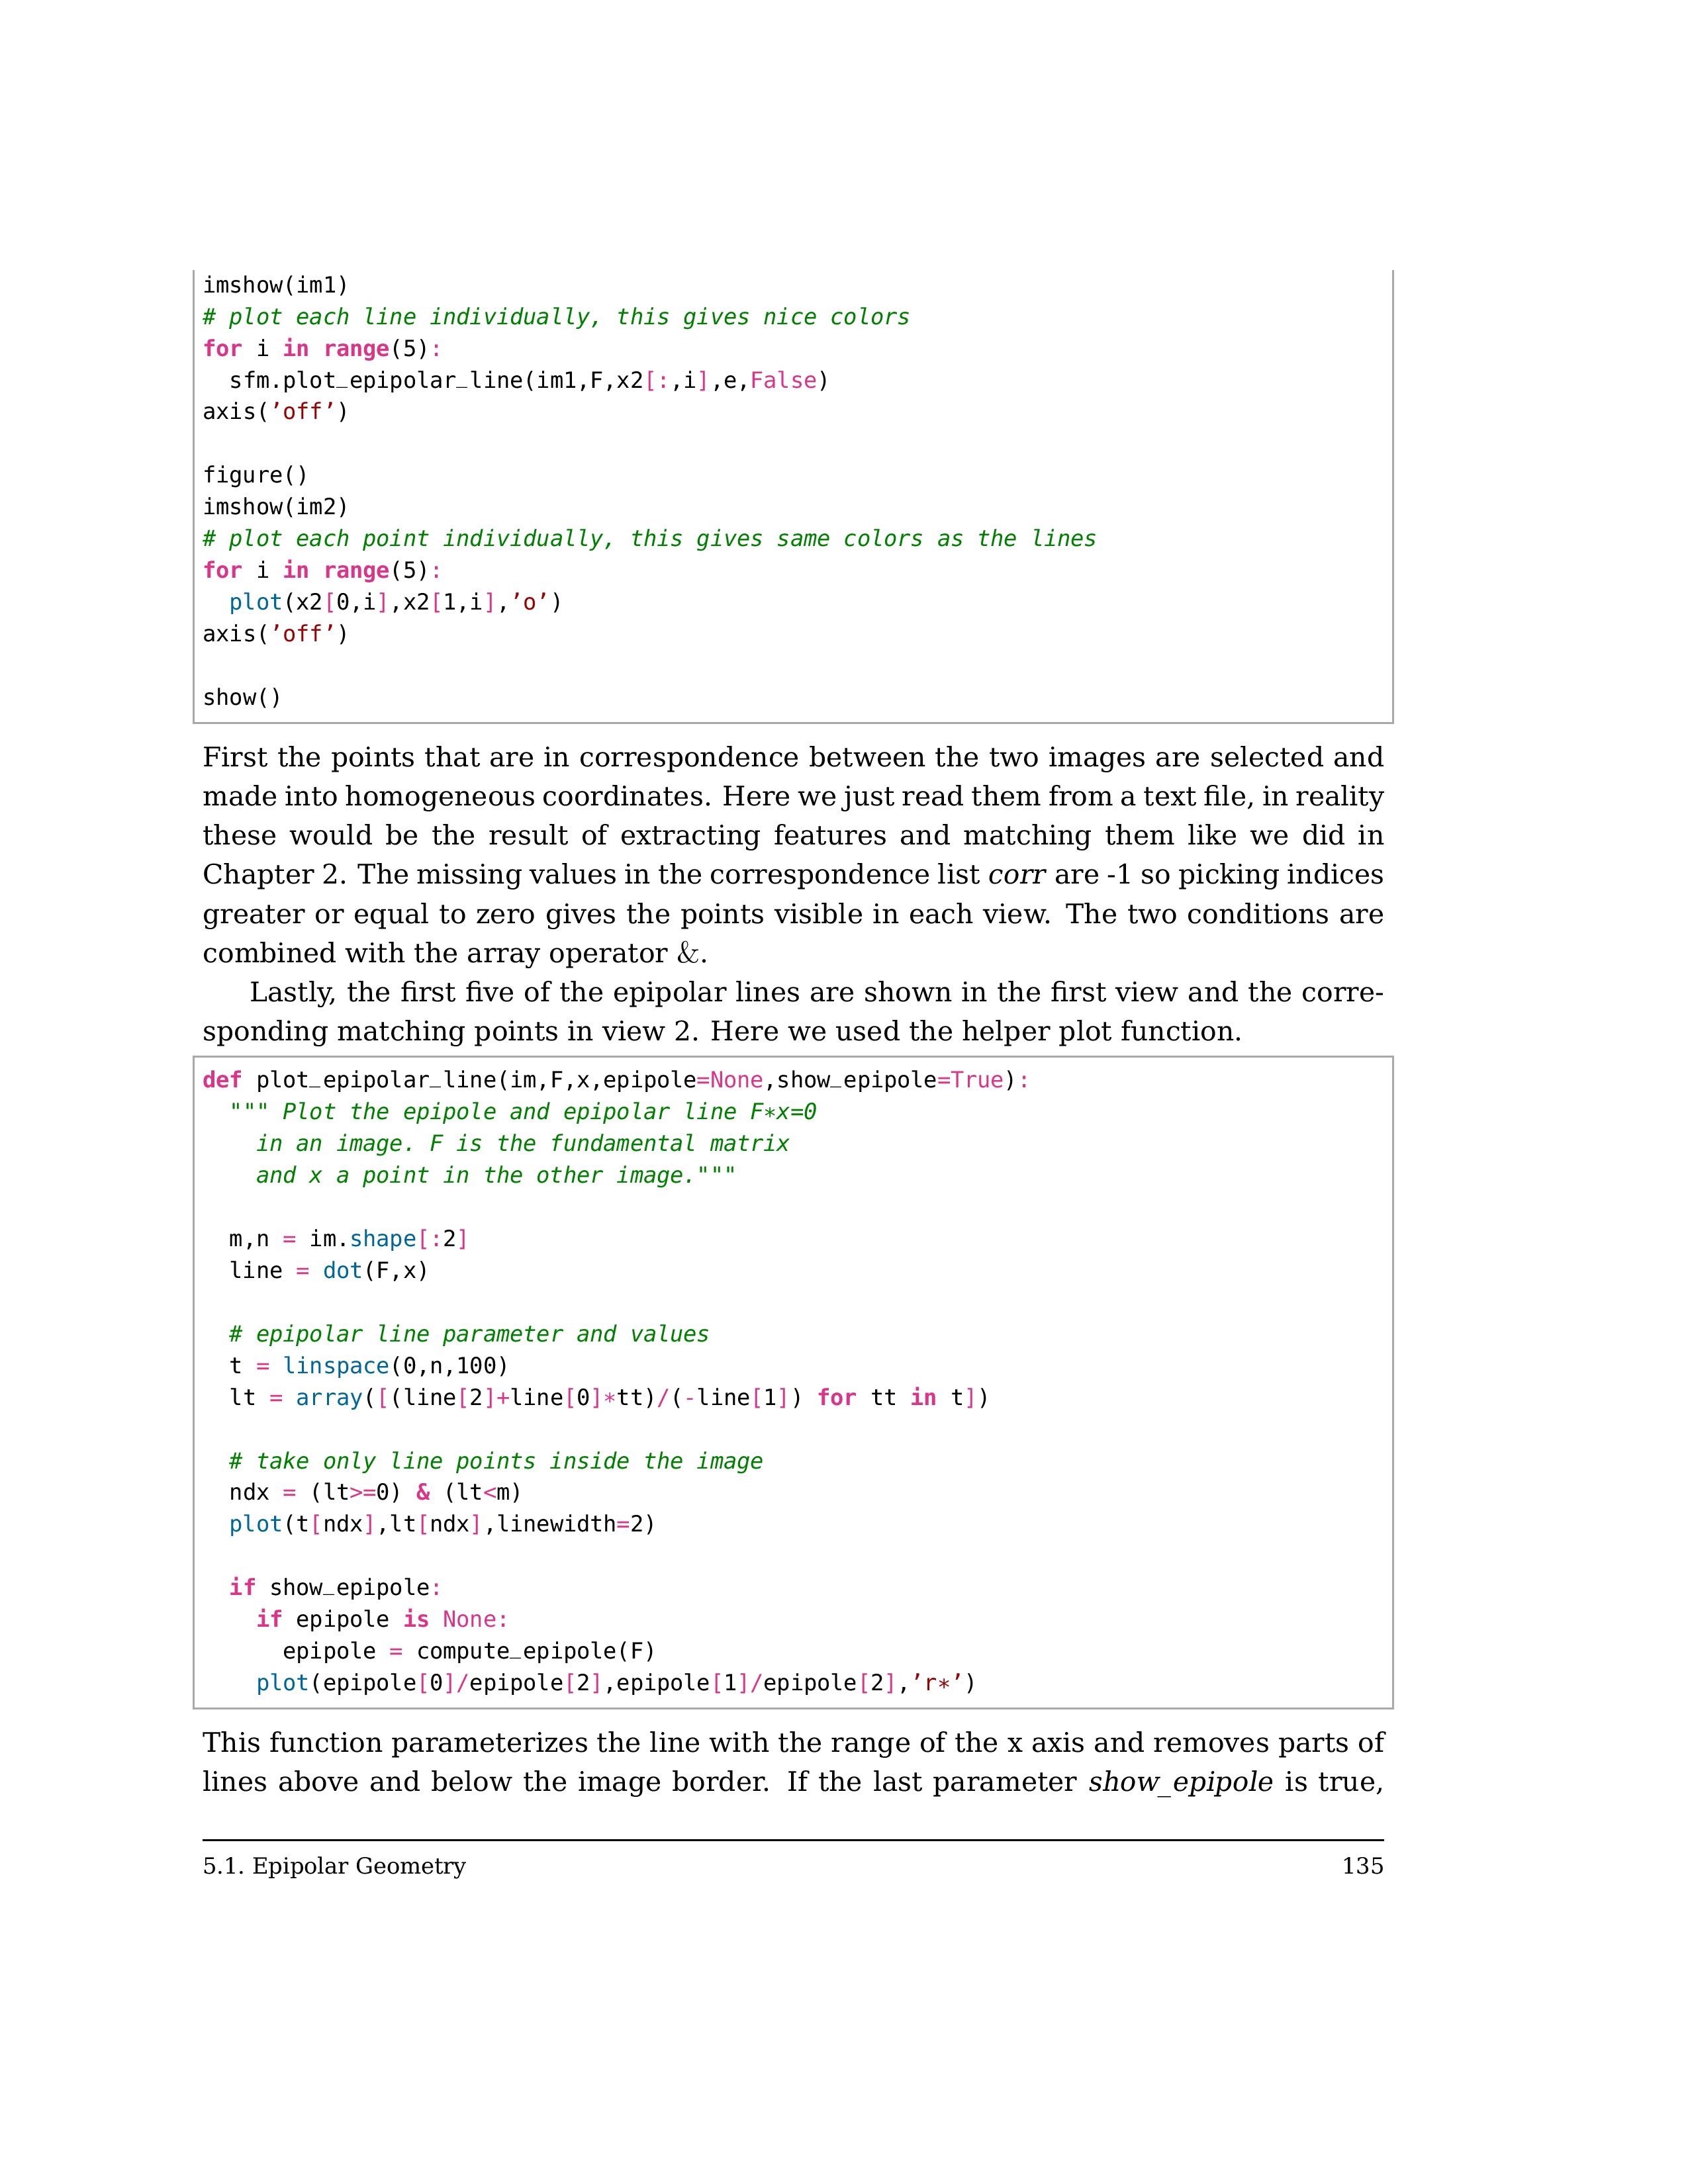 imshow(im1)
# plot each line individually, this gives nice colors
for i in range(5):
  sfm.plot_epipolar_line(im1,F,x2[:,i],e,False)
axis(’off’)

figure()
imshow(im2)
# plot each point individually, this gives same colors as the lines
for i in range(5):
  plot(x2[0,i],x2[1,i],’o’)
axis(’off’)

show()
First the points that are in correspondence between the two images are selected and
made into homogeneous coordinates. Here we just read them from a text file, in reality
these would be the result of extracting features and matching them like we did in
Chapter 2. The missing values in the correspondence list corr are -1 so picking indices
greater or equal to zero gives the points visible in each view. The two conditions are
combined with the array operator &.
Lastly, the first five of the epipolar lines are shown in the first view and the corre-
sponding matching points in view 2. Here we used the helper plot function.
def plot_epipolar_line(im,F,x,epipole=None,show_epipole=True):
  """ Plot the epipole and epipolar line F*x=0
    in an image. F is the fundamental matrix
    and x a point in the other image."""

  m,n = im.shape[:2]
  line = dot(F,x)

  # epipolar line parameter and values
  t = linspace(0,n,100)
  lt = array([(line[2]+line[0]*tt)/(-line[1]) for tt in t])

  # take only line points inside the image
  ndx = (lt>=0) & (lt<m)
  plot(t[ndx],lt[ndx],linewidth=2)

  if show_epipole:
    if epipole is None:
      epipole = compute_epipole(F)
    plot(epipole[0]/epipole[2],epipole[1]/epipole[2],’r*’)
This function parameterizes the line with the range of the x axis and removes parts of
lines above and below the image border. If the last parameter show_epipole is true,
5.1. Epipolar Geometry 135